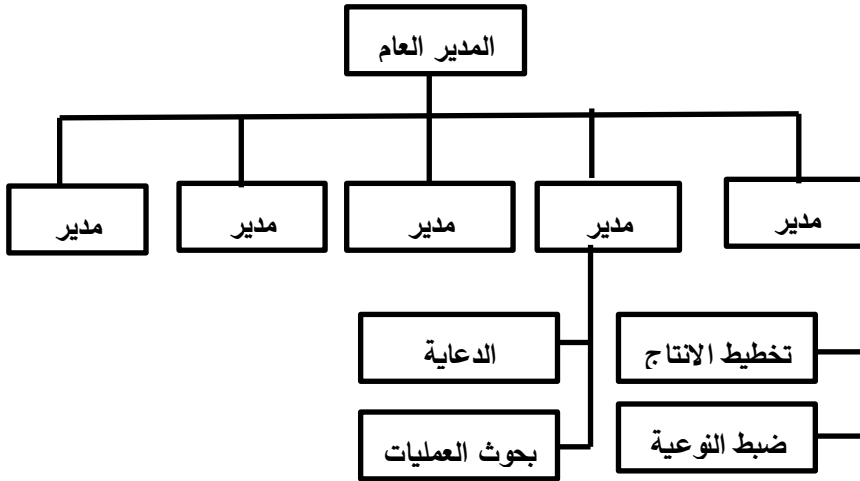 المدير العام
مدير
مدير
مدير
مدير
مدير
تخطيط الانتاج
الدعاية
ضبط النوعية
بحوث العمليات